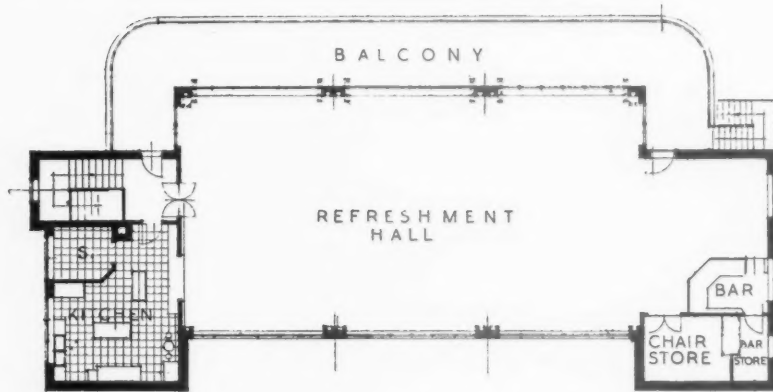 BALCONY
REFRESHMENT
HALL
S.
KITCHEN
BAR
CHAIR
STORE
BAR
STORE